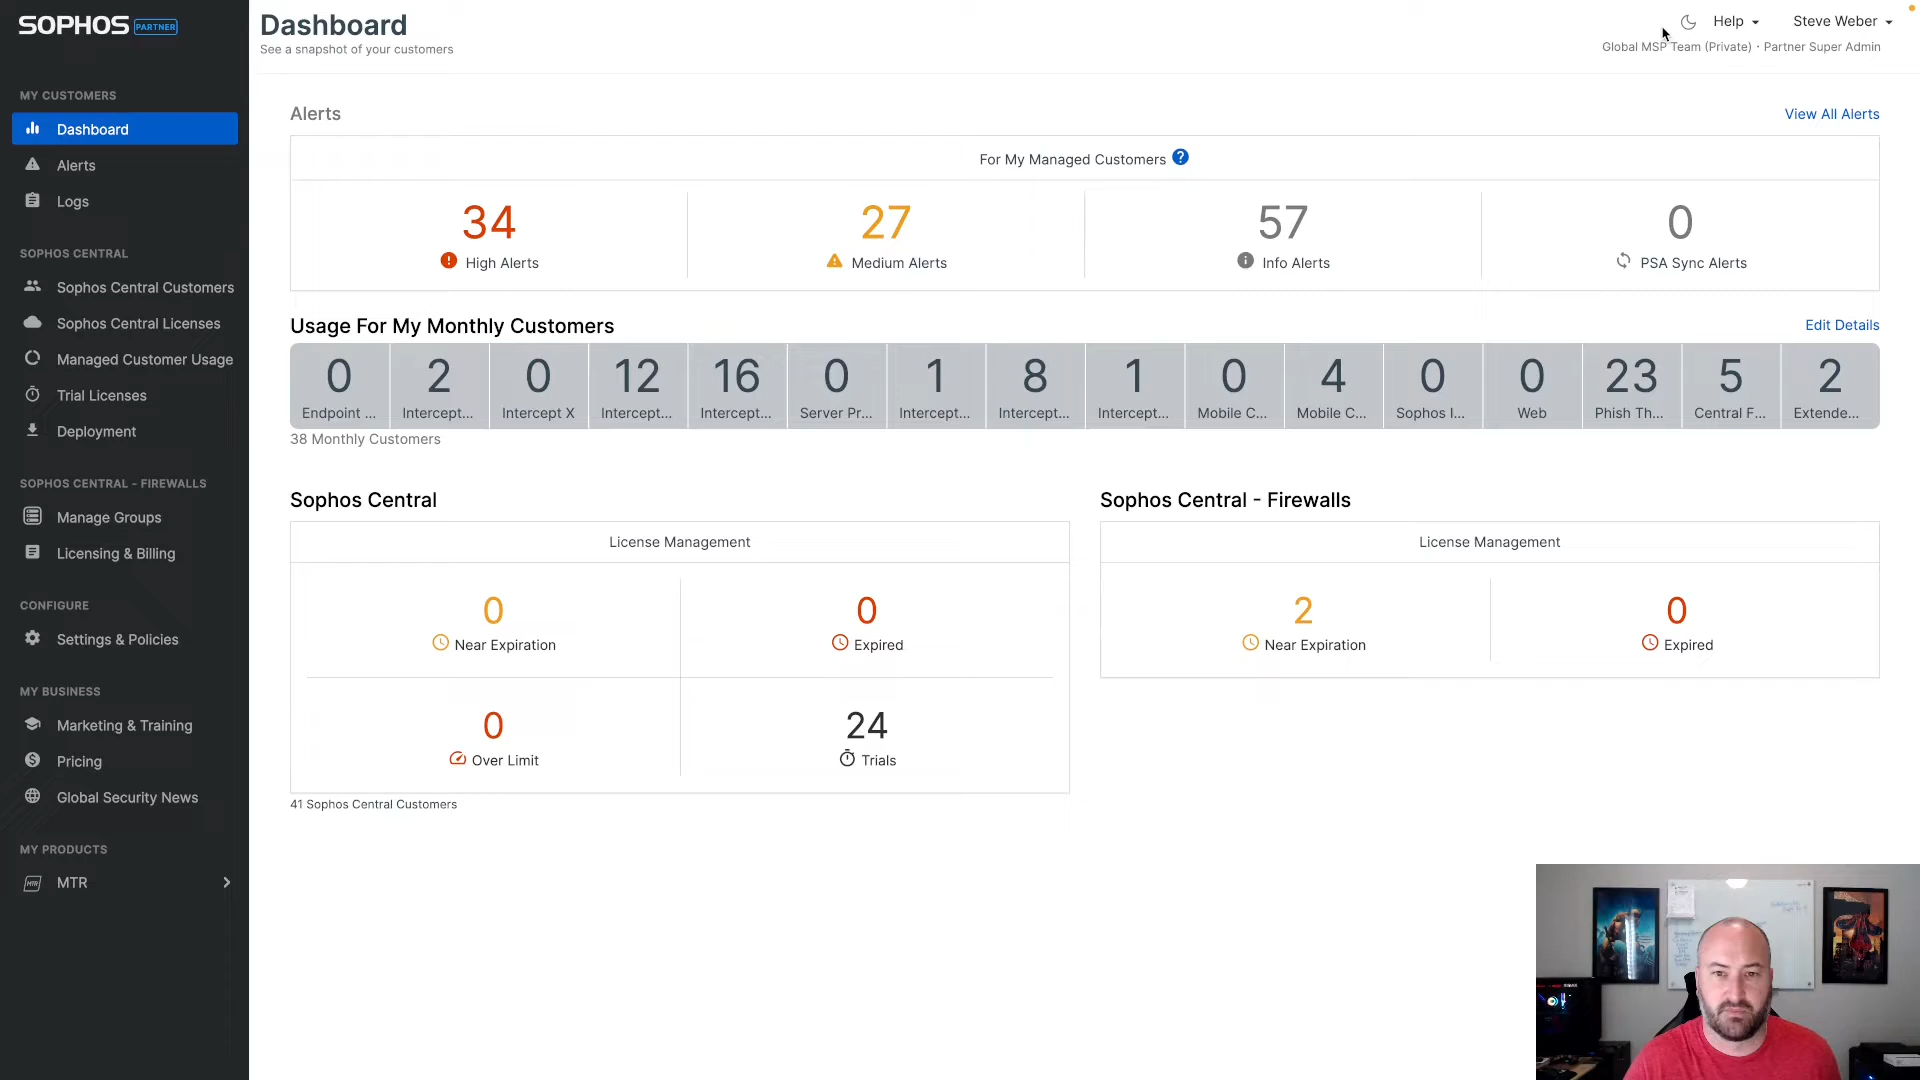 SOPHOS PARTNER
MY CUSTOMERS
Dashboard
Alerts
Logs
SOPHOS CENTRAL
Sophos Central Customers
Sophos Central Licenses
Managed Customer Usage
Trial Licenses
Deployment
SOPHOS CENTRAL - FIREWALLS
Manage Groups
Licensing & Billing
CONFIGURE
Settings & Policies
MY BUSINESS
Marketing & Training
Pricing
Global Security News
MY PRODUCTS
MTR
Dashboard
See a snapshot of your customers
Help
Steve Weber
Global MSP Team (Private) · Partner Super Admin
Alerts
View All Alerts
For My Managed Customers
34
High Alerts
27
Medium Alerts
57
Info Alerts
0
PSA Sync Alerts
Usage For My Monthly Customers
Edit Details
0 2 0 12 16 0 1 8 1 0 4 0 0 23 5 2
Endpoint ... Intercept... Intercept X Intercept... Intercept... Server Pr... Intercept... Intercept... Intercept... Mobile C... Mobile C... Sophos I... Web Phish Th... Central F... Extende...
38 Monthly Customers
Sophos Central
License Management
0
Near Expiration
0
Expired
0
Over Limit
24
Trials
41 Sophos Central Customers
Sophos Central - Firewalls
License Management
2
Near Expiration
0
Expired